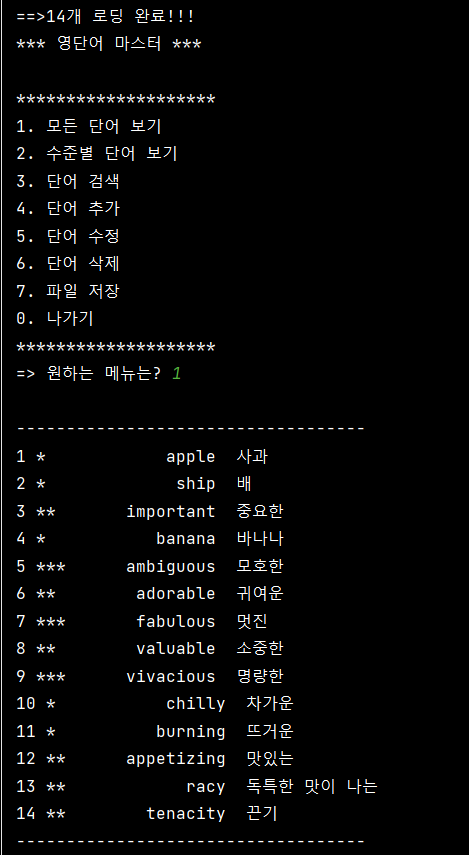 ==>14개 로딩 완료!!!
*** 영단어 마스터 ***
********************
1. 모든 단어 보기
2. 수준별 단어 보기
3. 단어 검색
4. 단어 추가
5. 단어 수정
6. 단어 삭제
7. 파일 저장
0. 나가기
********************
=> 원하는 메뉴는? 1
-----------------------------------
1 * apple 사과
2 * ship 배
3 ** important 중요한
4 * banana 바나나
5 *** ambiguous 모호한
6 ** adorable 귀여운
7 *** fabulous 멋진
8 ** valuable 소중한
9 *** vivacious 명량한
10 * chilly 차가운
11 * burning 뜨거운
12 ** appetizing 맛있는
13 ** racy 독특한 맛이 나는
14 ** tenacity 끈기
-----------------------------------